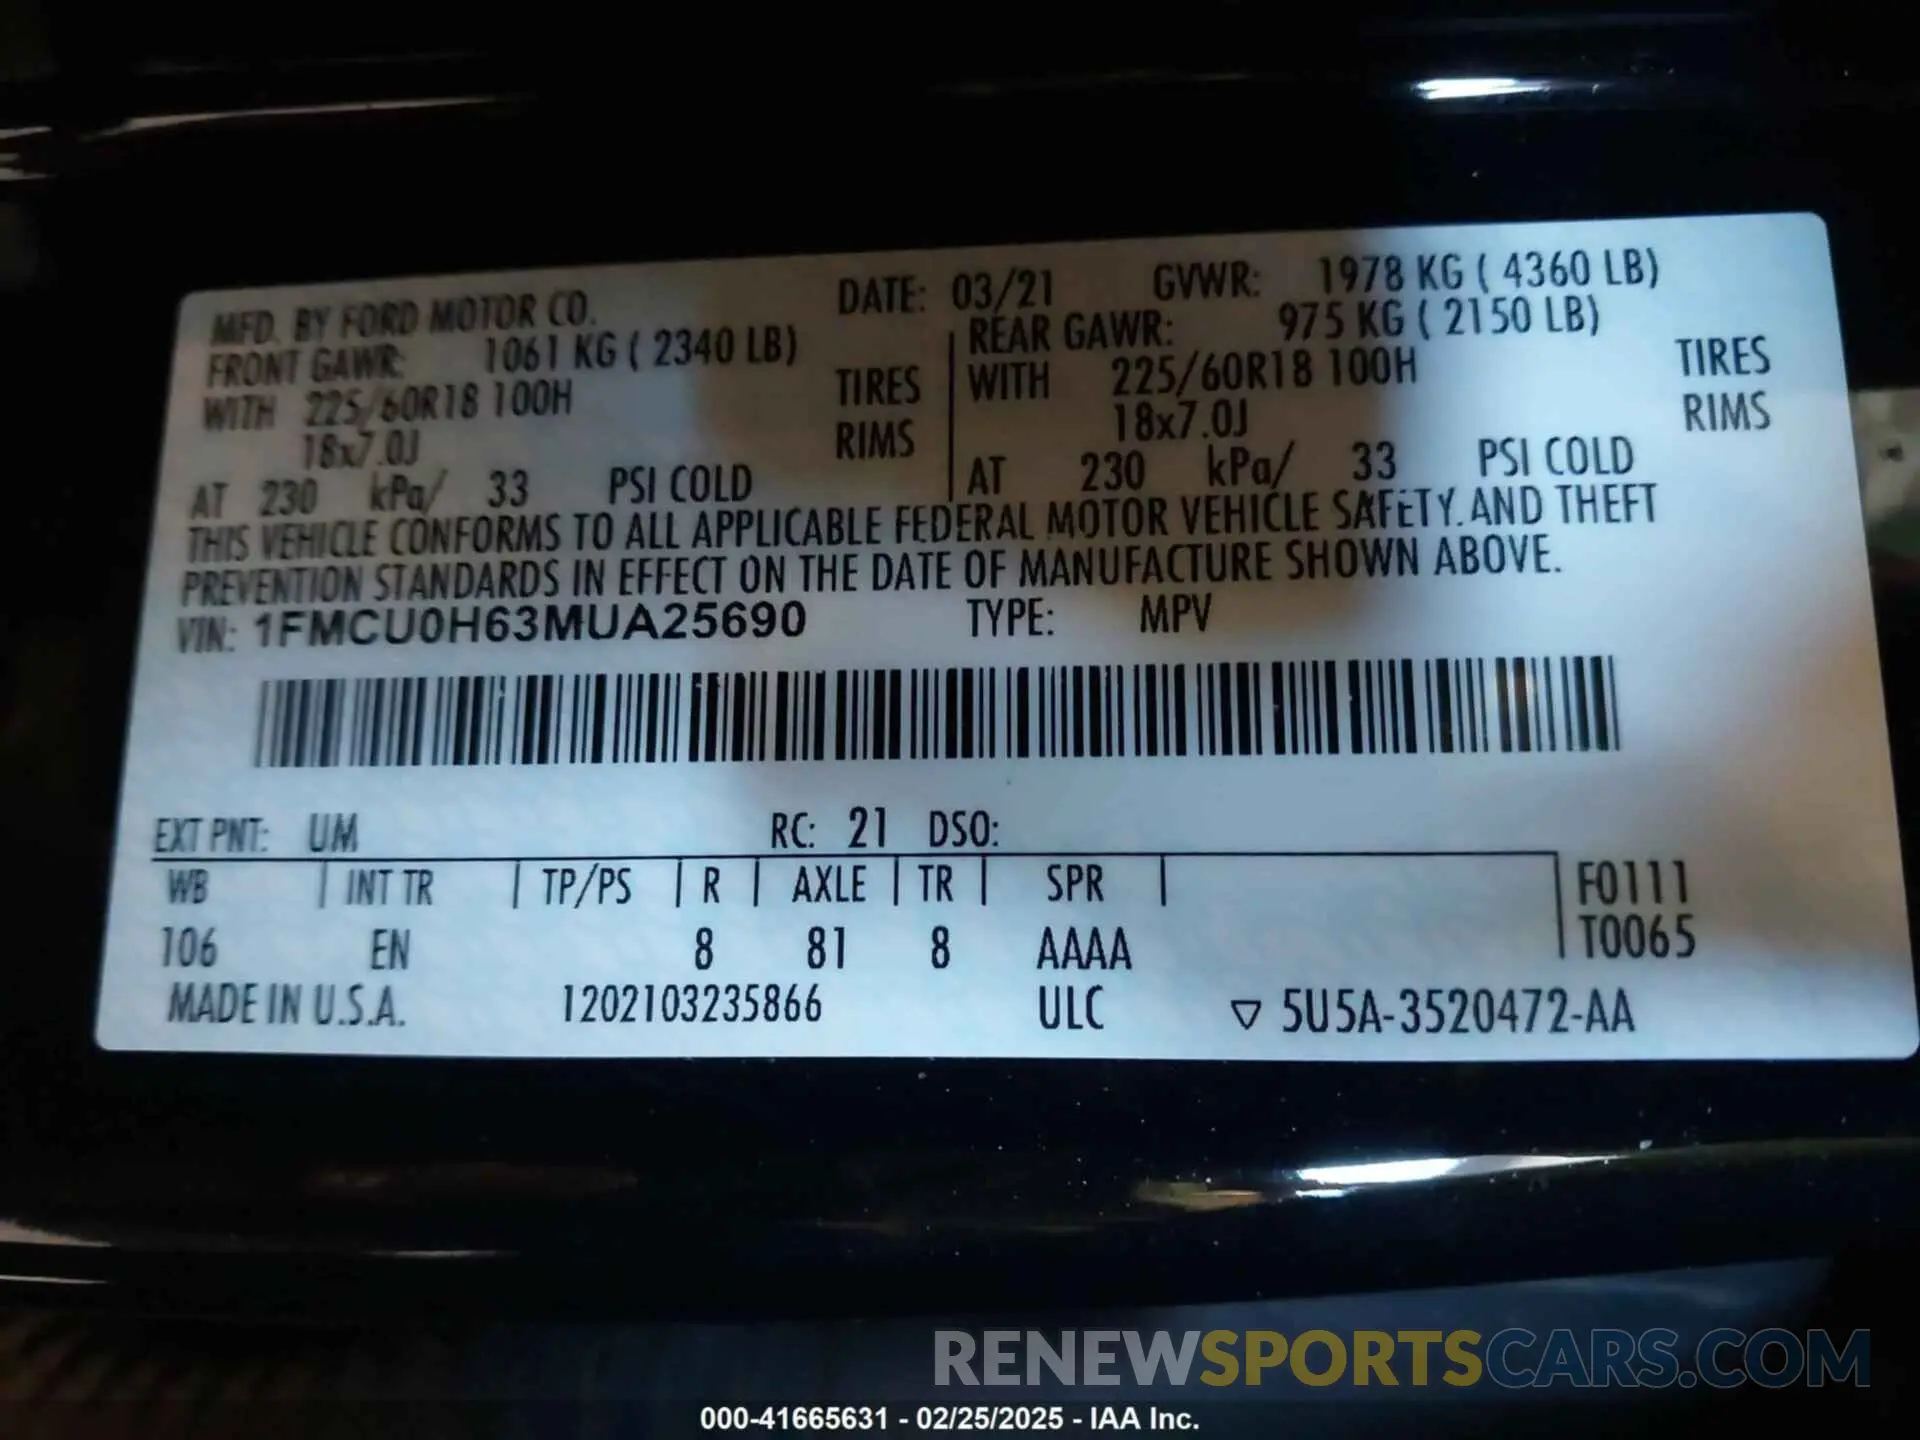 MFD. BY FORD MOTOR CO. DATE: 03/21 GVWR: 1978 KG ( 4360 LB)
FRONT GAWR: 1061 KG ( 2340 LB) REAR GAWR: 975 KG ( 2150 LB)
WITH 225/60R18 100H TIRES WITH 225/60R18 100H TIRES
18x7.0J RIMS 18x7.0J RIMS
AT 230 kPa/ 33 PSI COLD AT 230 kPa/ 33 PSI COLD
THIS VEHICLE CONFORMS TO ALL APPLICABLE FEDERAL MOTOR VEHICLE SAFETY AND THEFT
PREVENTION STANDARDS IN EFFECT ON THE DATE OF MANUFACTURE SHOWN ABOVE.
VIN: 1FMCU0H63MUA25690 TYPE: MPV
EXT PNT: UM RC: 21 DSO:
WB INT TR TP/PS R AXLE TR SPR F0111
T0065
106 EN 8 81 8 AAAA
MADE IN U.S.A. 1202103235866 ULC ▽ 5U5A-3520472-AA
RENEWSPORTSCARS.COM
000-41665631 - 02/25/2025 - IAA Inc.